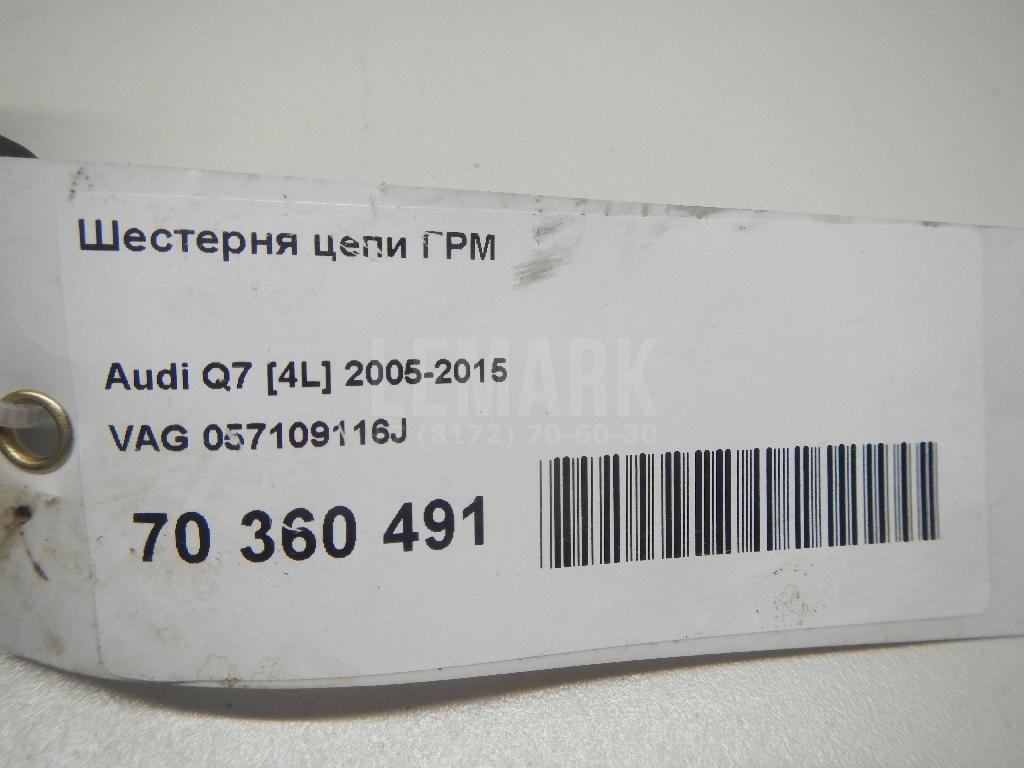 Шестерня цепи ГРМ
Audi Q7 [4L] 2005-2015
LEMARK
VAG 057109116J
(8172) 70-60-30
70 360 491